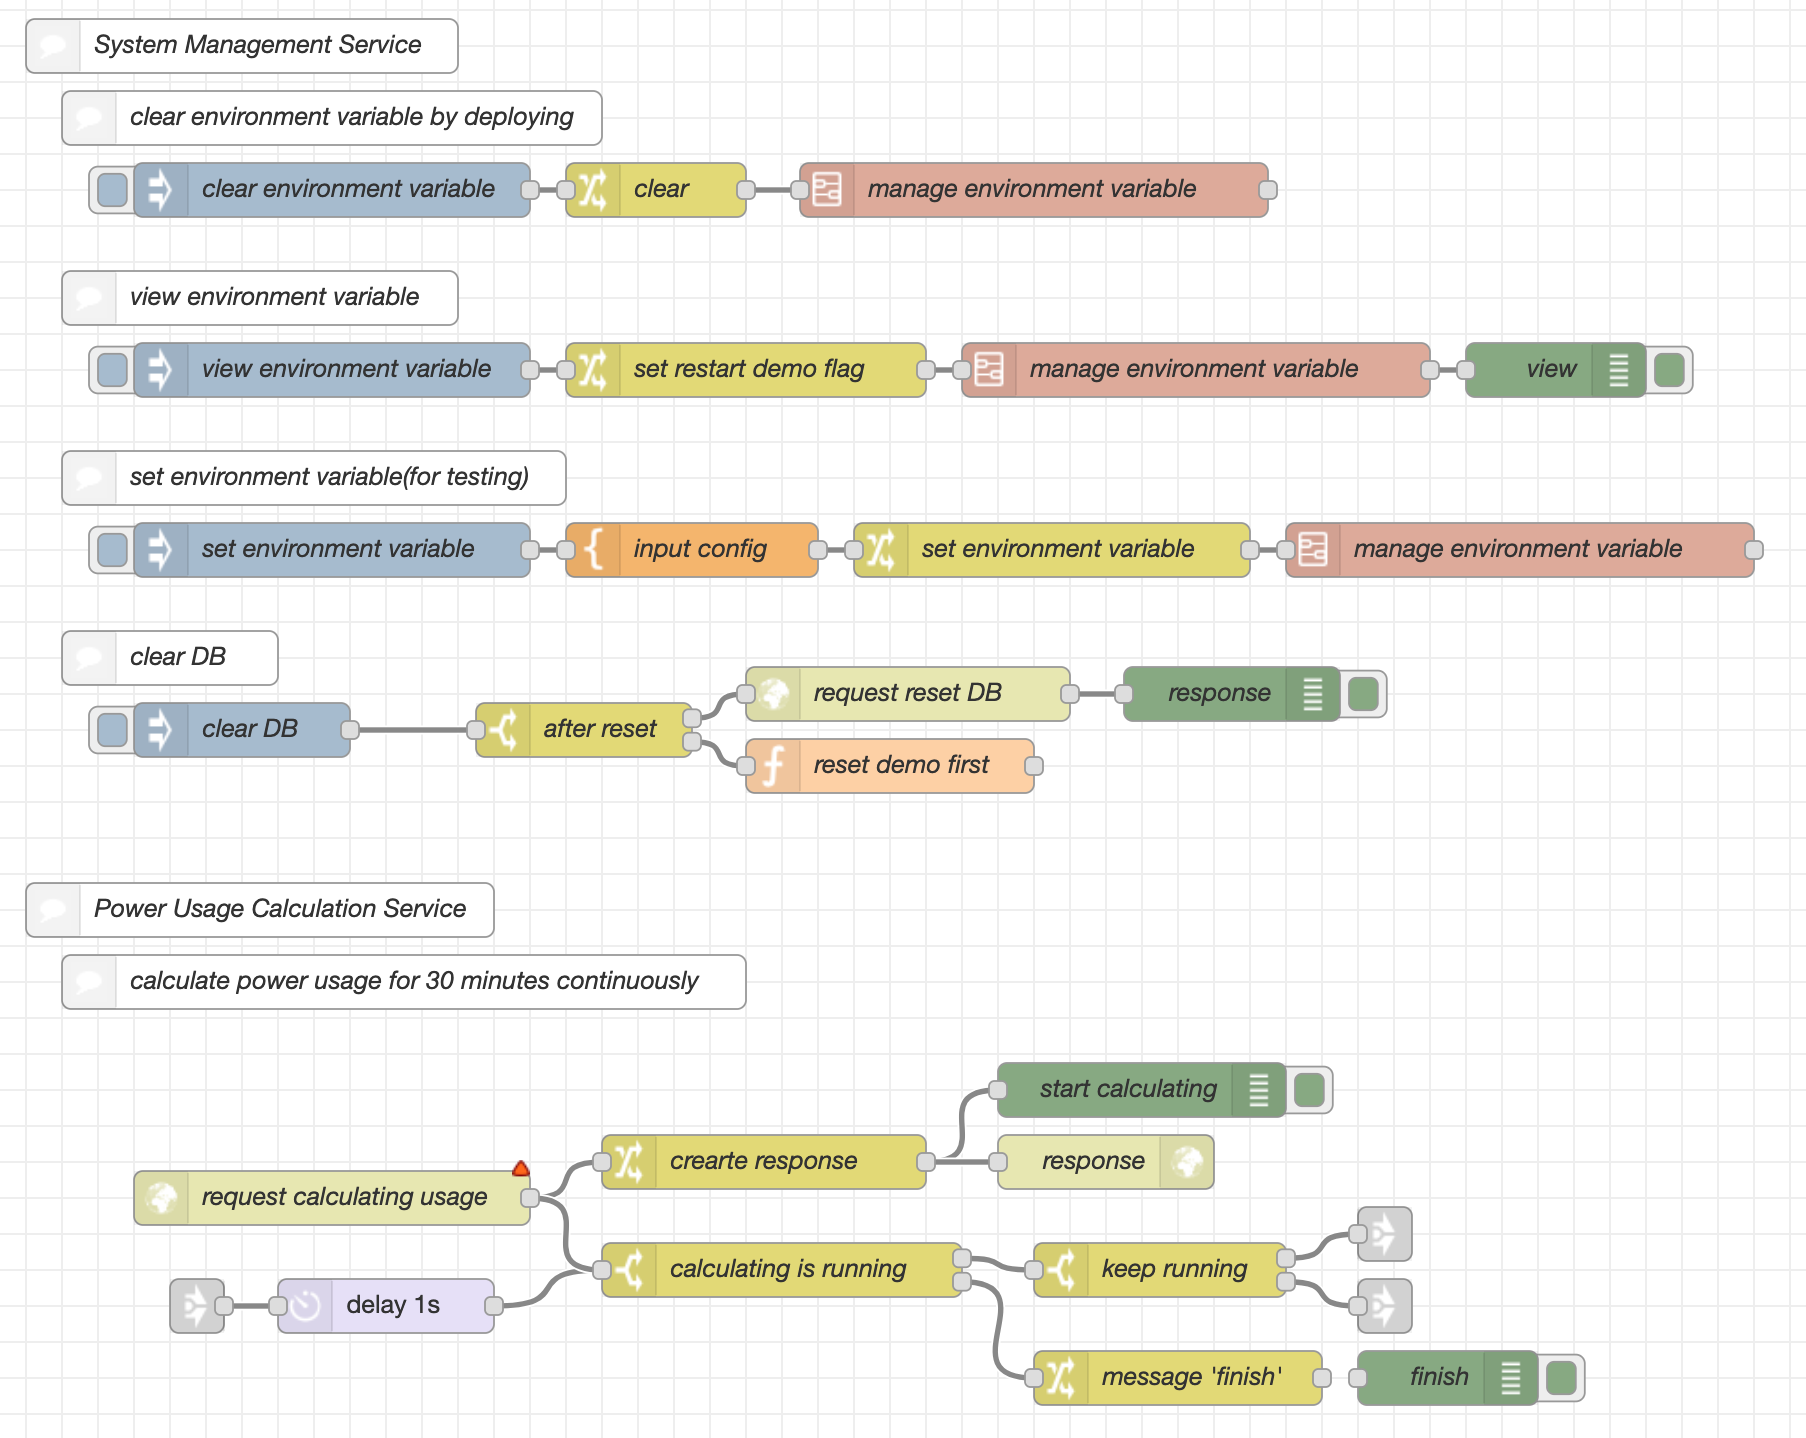 System Management Service
clear environment variable by deploying
clear environment variable
clear
manage environment variable
view environment variable
view environment variable
set restart demo flag
manage environment variable
view
set environment variable(for testing)
set environment variable
input config
set environment variable
manage environment variable
clear DB
clear DB
after reset
request reset DB
response
reset demo first
Power Usage Calculation Service
calculate power usage for 30 minutes continuously
start calculating
crearte response
response
request calculating usage
calculating is running
keep running
delay 1s
message 'finish'
finish